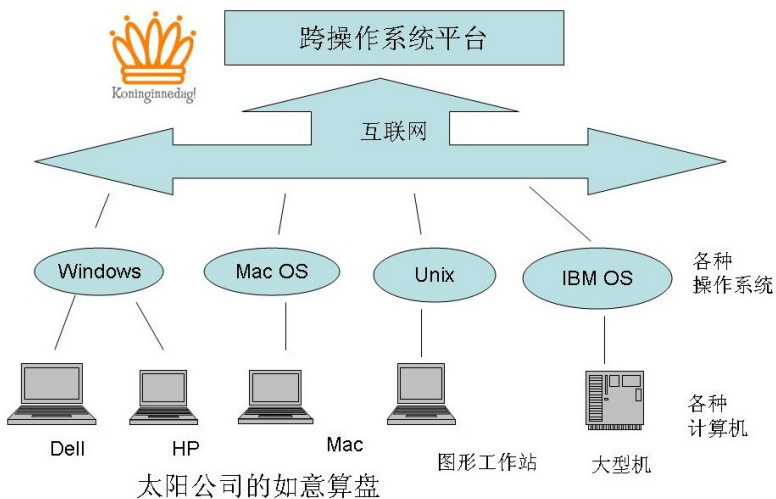 跨操作系统平台
Koninginnedag!
互联网
Windows
Mac OS
Unix
IBM OS
各种
操作系统
Dell
HP
Mac
图形工作站
大型机
各种
计算机
太阳公司的如意算盘